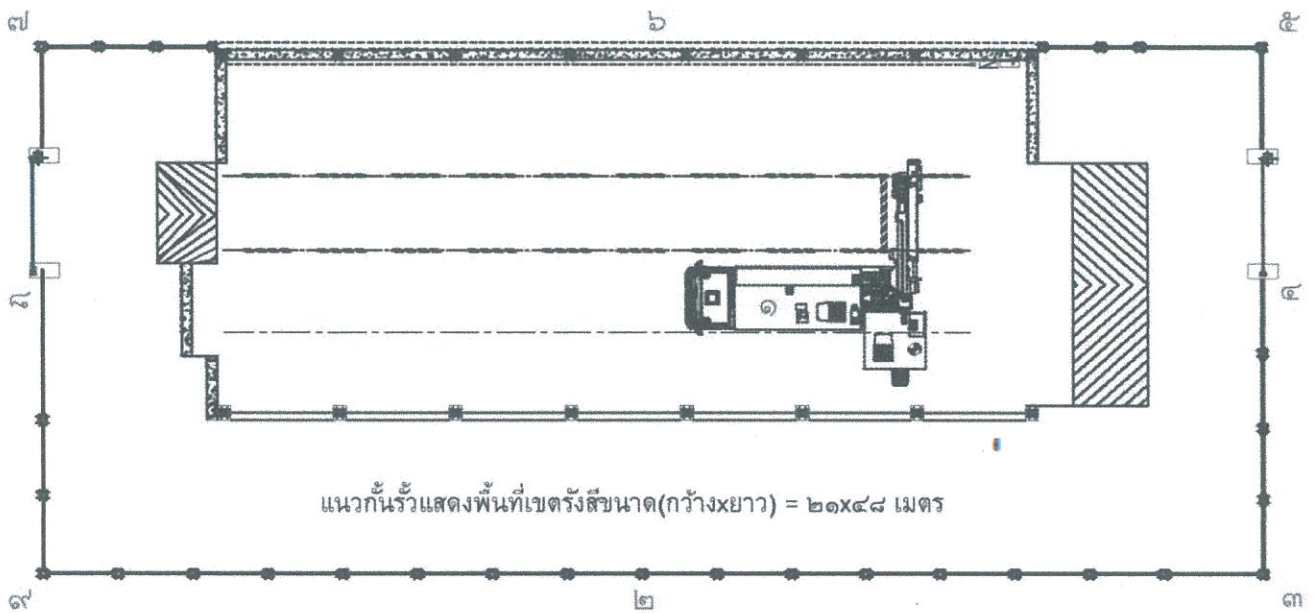 ๗ ๖ ๕
๑
๘ ๔
แนวกั้นรั้วแสดงพื้นที่เขตรังสีขนาด(กว้างxยาว) = ๒๑x๔๘ เมตร
๙ ๒ ๓